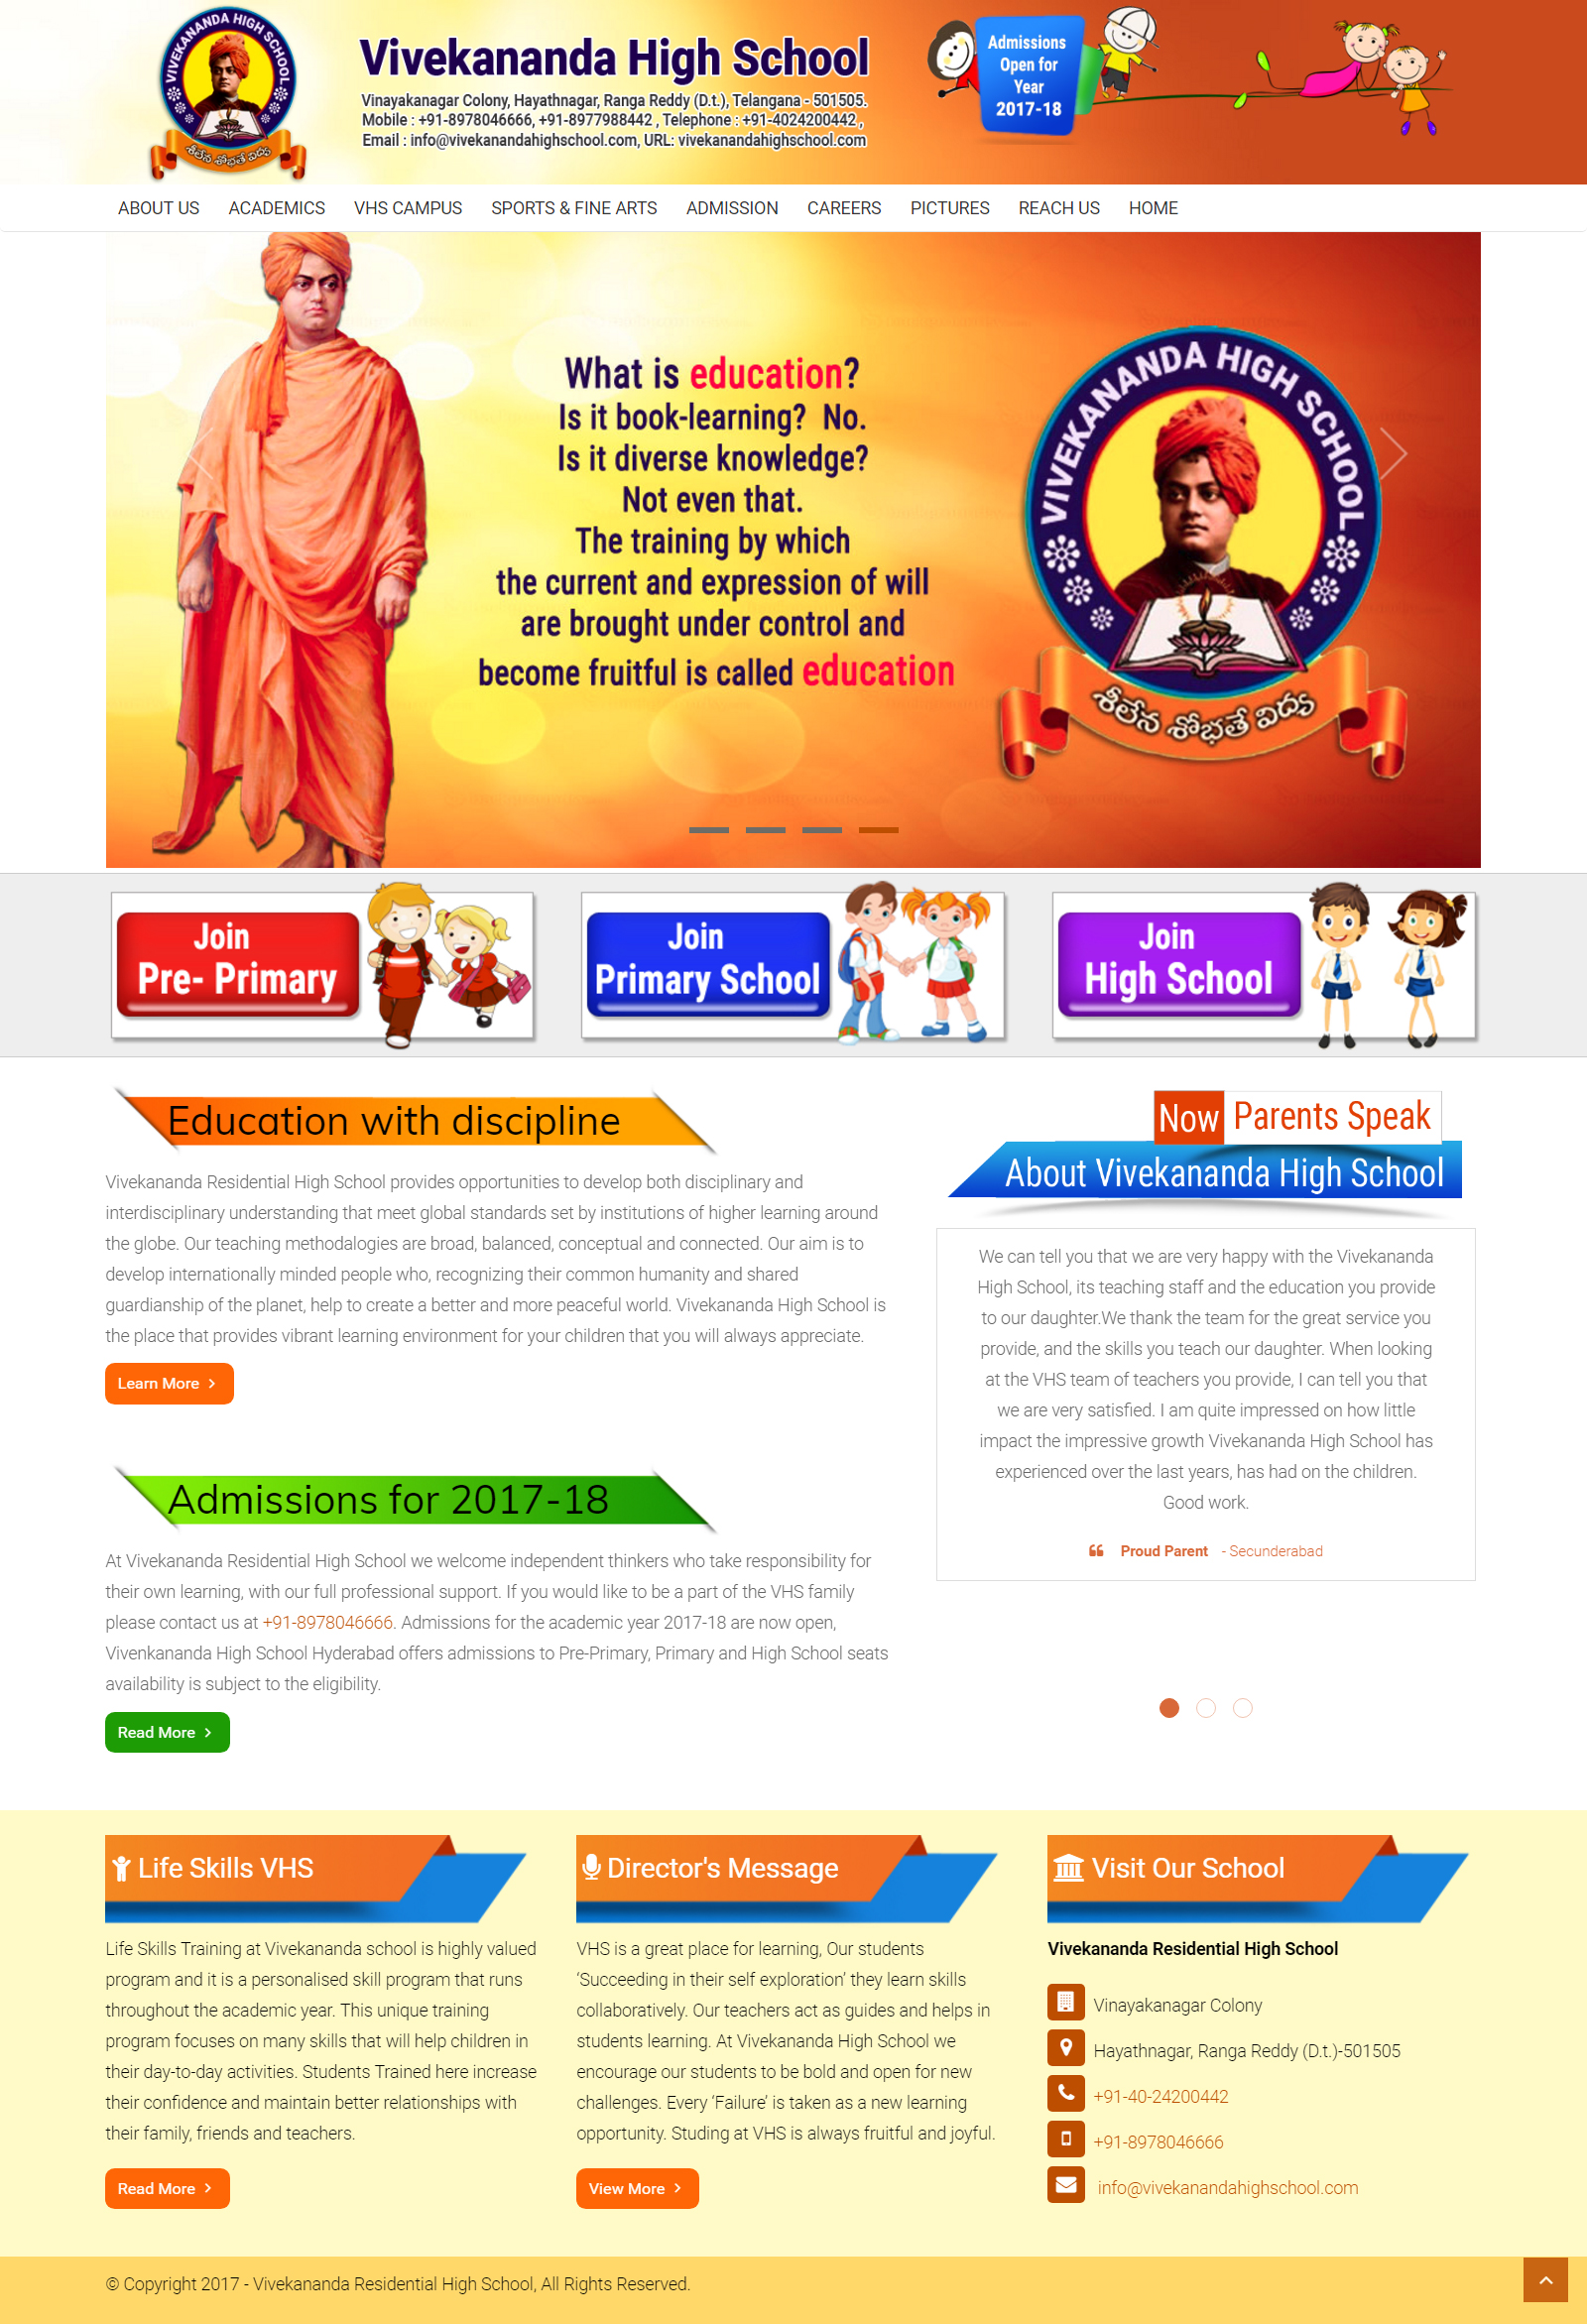 VIVEKANANDA HIGH SCHOOL
శీలేన శోభతే విద్య
Vivekananda High School
Vinayakanagar Colony, Hayathnagar, Ranga Reddy (D.t.), Telangana - 501505.
Mobile : +91-8978046666, +91-8977988442 , Telephone : +91-4024200442 ,
Email : info@vivekanandahighschool.com, URL: vivekanandahighschool.com
Admissions
Open for
Year
2017-18
ABOUT US ACADEMICS VHS CAMPUS SPORTS & FINE ARTS ADMISSION CAREERS PICTURES REACH US HOME
What is education?
Is it book-learning? No.
Is it diverse knowledge?
Not even that.
The training by which
the current and expression of will
are brought under control and
become fruitful is called education
VIVEKANANDA HIGH SCHOOL
శీలేన శోభతే విద్య
Join
Pre- Primary
Join
Primary School
Join
High School
Education with discipline
Vivekananda Residential High School provides opportunities to develop both disciplinary and
interdisciplinary understanding that meet global standards set by institutions of higher learning around
the globe. Our teaching methodalogies are broad, balanced, conceptual and connected. Our aim is to
develop internationally minded people who, recognizing their common humanity and shared
guardianship of the planet, help to create a better and more peaceful world. Vivekananda High School is
the place that provides vibrant learning environment for your children that you will always appreciate.
Learn More
Admissions for 2017-18
At Vivekananda Residential High School we welcome independent thinkers who take responsibility for
their own learning, with our full professional support. If you would like to be a part of the VHS family
please contact us at +91-8978046666. Admissions for the academic year 2017-18 are now open,
Vivenkananda High School Hyderabad offers admissions to Pre-Primary, Primary and High School seats
availability is subject to the eligibility.
Read More
Now Parents Speak
About Vivekananda High School
We can tell you that we are very happy with the Vivekananda
High School, its teaching staff and the education you provide
to our daughter.We thank the team for the great service you
provide, and the skills you teach our daughter. When looking
at the VHS team of teachers you provide, I can tell you that
we are very satisfied. I am quite impressed on how little
impact the impressive growth Vivekananda High School has
experienced over the last years, has had on the children.
Good work.
Proud Parent - Secunderabad
Life Skills VHS
Life Skills Training at Vivekananda school is highly valued
program and it is a personalised skill program that runs
throughout the academic year. This unique training
program focuses on many skills that will help children in
their day-to-day activities. Students Trained here increase
their confidence and maintain better relationships with
their family, friends and teachers.
Read More
Director's Message
VHS is a great place for learning, Our students
‘Succeeding in their self exploration’ they learn skills
collaboratively. Our teachers act as guides and helps in
students learning. At Vivekananda High School we
encourage our students to be bold and open for new
challenges. Every ‘Failure’ is taken as a new learning
opportunity. Studing at VHS is always fruitful and joyful.
View More
Visit Our School
Vivekananda Residential High School
Vinayakanagar Colony
Hayathnagar, Ranga Reddy (D.t.)-501505
+91-40-24200442
+91-8978046666
info@vivekanandahighschool.com
© Copyright 2017 - Vivekananda Residential High School, All Rights Reserved.